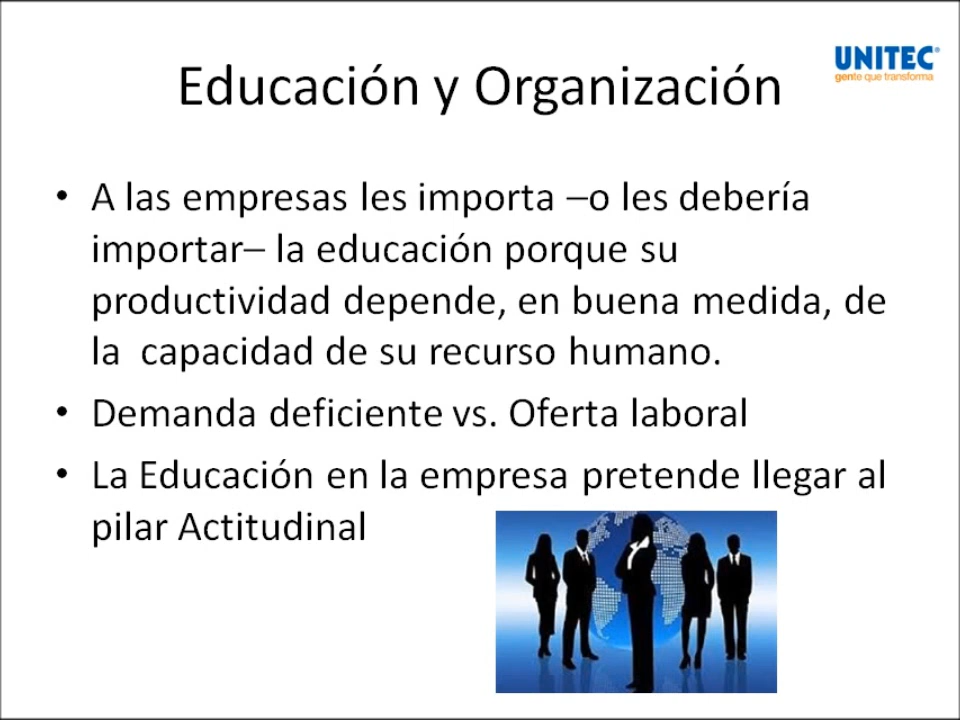 Educación y Organización
UNITEC®
gente que transforma
• A las empresas les importa –o les debería
importar– la educación porque su
productividad depende, en buena medida, de
la  capacidad de su recurso humano.
• Demanda deficiente vs. Oferta laboral
• La Educación en la empresa pretende llegar al
pilar Actitudinal